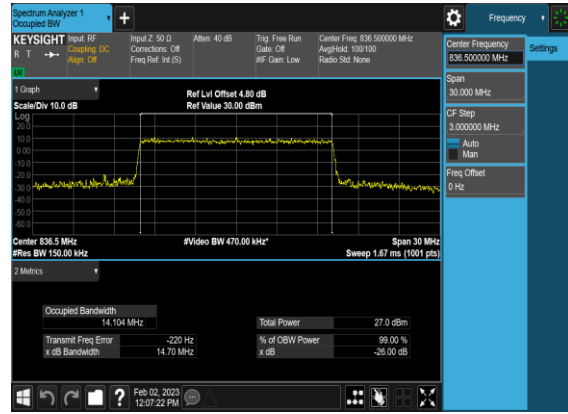 Spectrum Analyzer 1
Occupied BW
+
Frequency
KEYSIGHT
R T
LW
Input: RF
Coupling: DC
Align: Off
Input Z: 50 Ω
Corrections: Off
Freq Ref: Int (S)
Atten: 40 dB
Trig: Free Run
Gate: Off
#IF Gain: Low
Center Freq: 836.500000 MHz
Avg|Hold: 100/100
Radio Std: None
Center Frequency
836.500000 MHz
Settings
Span
30.000 MHz
CF Step
3.000000 MHz
Auto
Man
Freq Offset
0 Hz
1 Graph
Scale/Div 10.0 dB
Ref Lvl Offset 4.80 dB
Ref Value 30.00 dBm
Log
20.0
10.0
0.00
-10.0
-20.0
-30.0
-40.0
-50.0
-60.0
Center 836.5 MHz
#Res BW 150.00 kHz
#Video BW 470.00 kHz*
Span 30 MHz
Sweep 1.67 ms (1001 pts)
2 Metrics
Occupied Bandwidth
14.104 MHz
Total Power 27.0 dBm
Transmit Freq Error -220 Hz
% of OBW Power 99.00 %
x dB Bandwidth 14.70 MHz
x dB -26.00 dB
?
Feb 02, 2023
12:07:22 PM